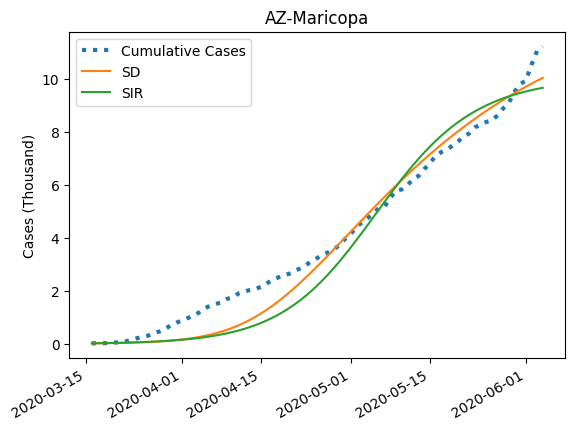 AZ-Maricopa
Cumulative Cases
SD
SIR
Cases (Thousand)
10
8
6
4
2
0
2020-03-15
2020-04-01
2020-04-15
2020-05-01
2020-05-15
2020-06-01